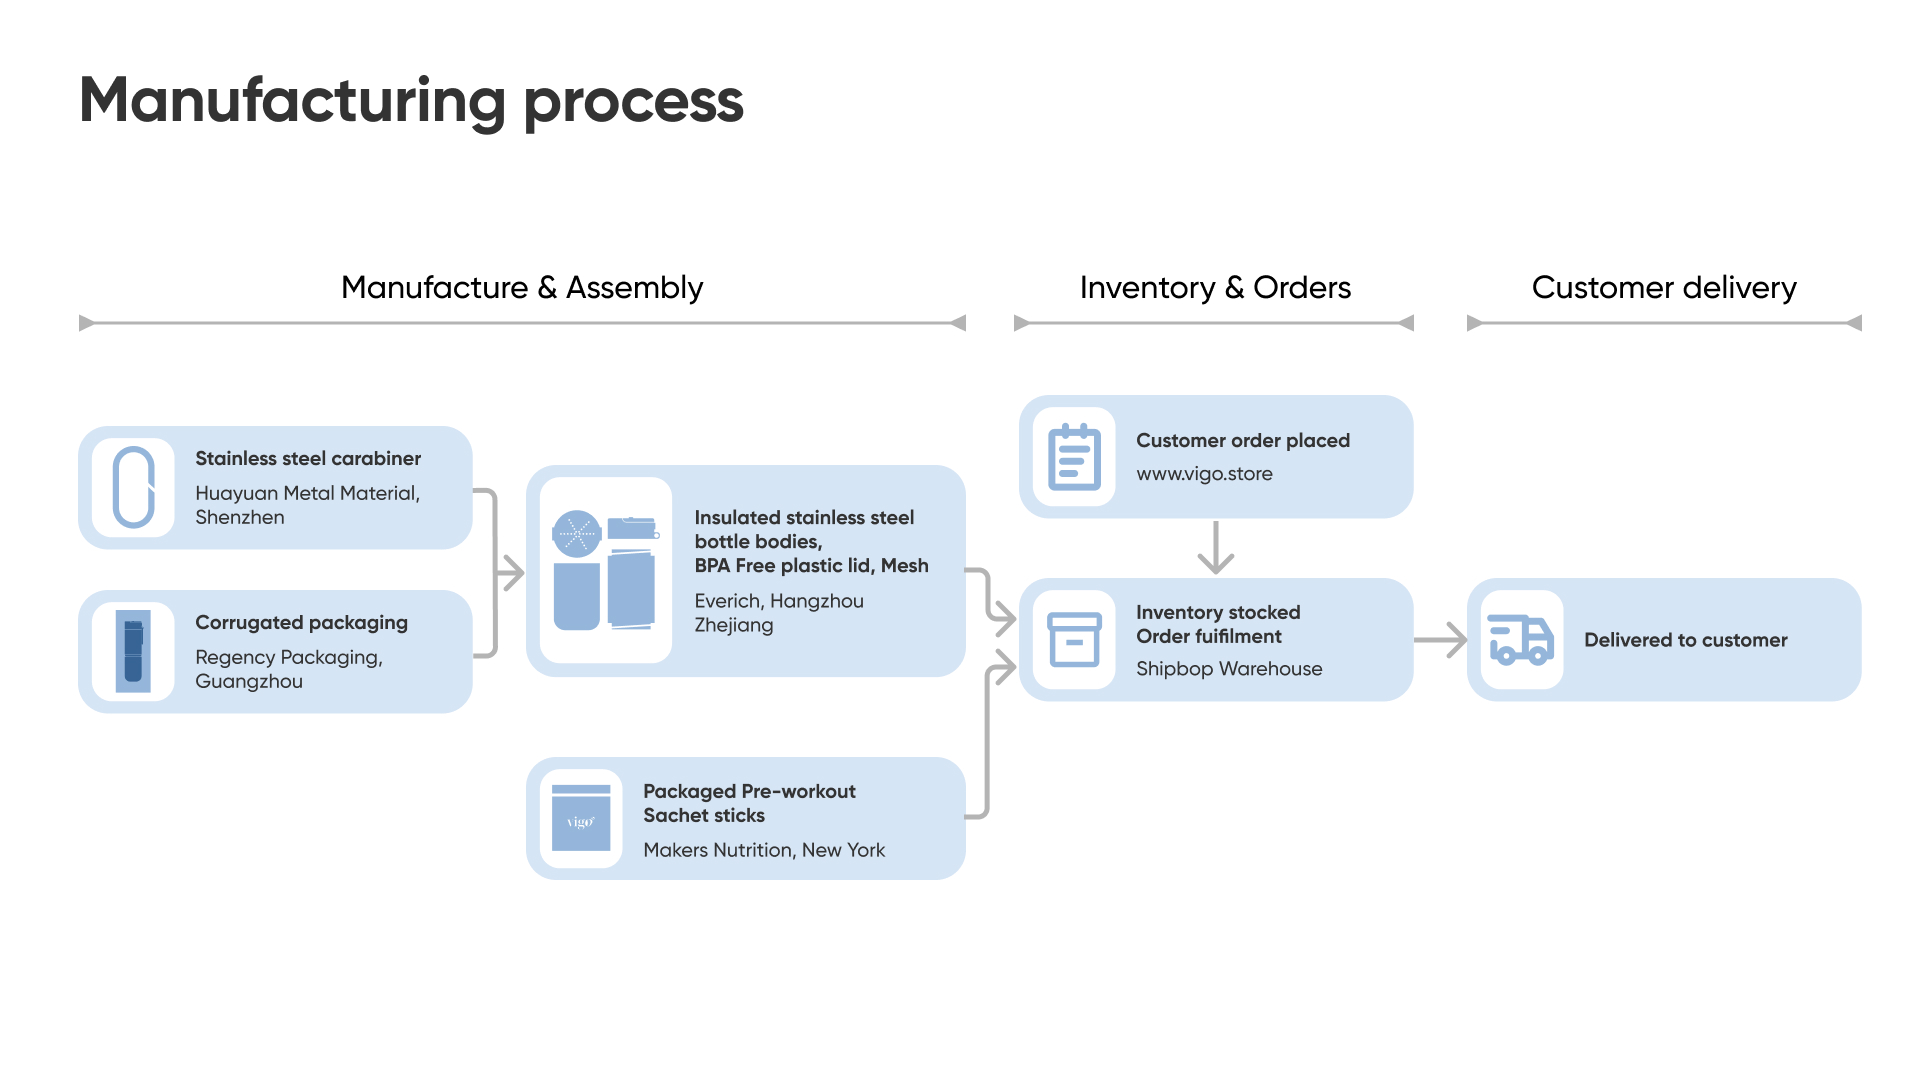 Manufacturing process
Manufacture & Assembly
Inventory & Orders
Customer delivery
Stainless steel carabiner
Huayuan Metal Material,
Shenzhen
Corrugated packaging
Regency Packaging,
Guangzhou
Insulated stainless steel
bottle bodies,
BPA Free plastic lid, Mesh
Everich, Hangzhou
Zhejiang
vigo
Packaged Pre-workout
Sachet sticks
Makers Nutrition, New York
Customer order placed
www.vigo.store
Inventory stocked
Order fuifilment
Shipbop Warehouse
Delivered to customer